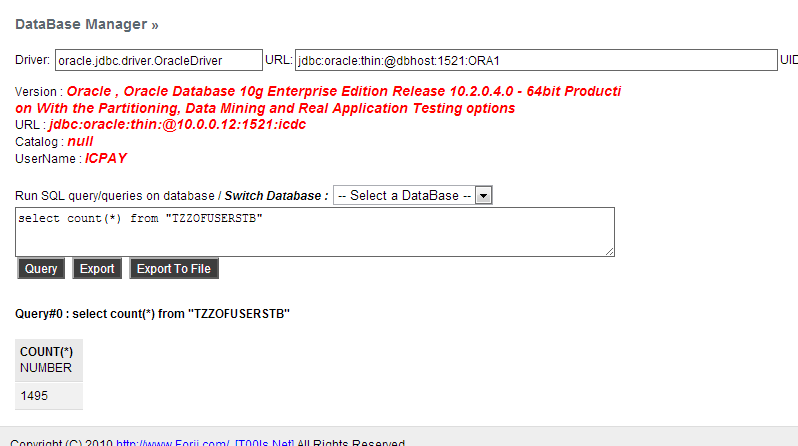 DataBase Manager »
Driver: oracle.jdbc.driver.OracleDriver URL: jdbc:oracle:thin:@dbhost:1521:ORA1 UID
Version : Oracle , Oracle Database 10g Enterprise Edition Release 10.2.0.4.0 - 64bit Producti
on With the Partitioning, Data Mining and Real Application Testing options
URL : jdbc:oracle:thin:@10.0.0.12:1521:icdc
Catalog : null
UserName : ICPAY
Run SQL query/queries on database / Switch Database : -- Select a DataBase --
select count(*) from "TZZOFUSERSTB"
Query Export Export To File
Query#0 : select count(*) from "TZZOFUSERSTB"
COUNT(*)
NUMBER
1495
Copyright (C) 2010 http://www.Forjj.com/ [T00ls.Net] All Rights Reserved.